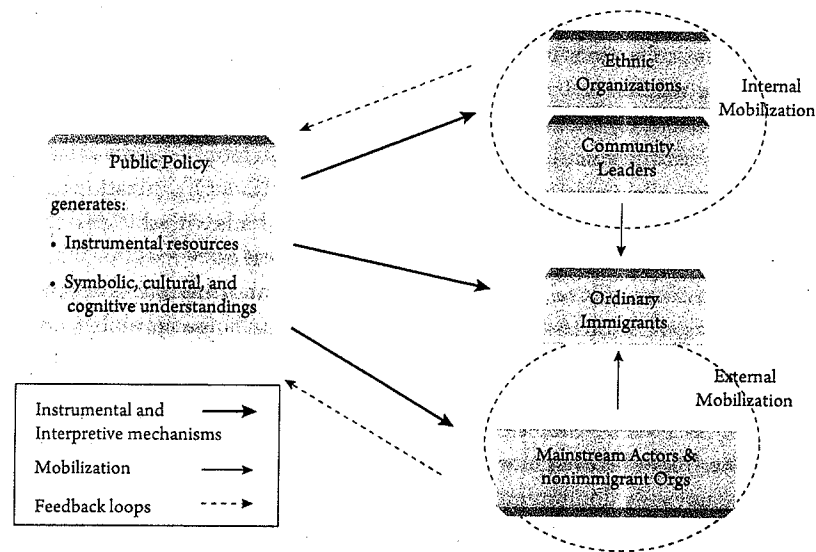 Ethnic
Organizations
Internal
Mobilization
Community
Leaders
Public Policy
generates:
• Instrumental resources
• Symbolic, cultural, and
cognitive understandings
Ordinary
Immigrants
External
Mobilization
Mainstream Actors &
nonimmigrant Orgs
Instrumental and
Interpretive mechanisms
Mobilization
Feedback loops